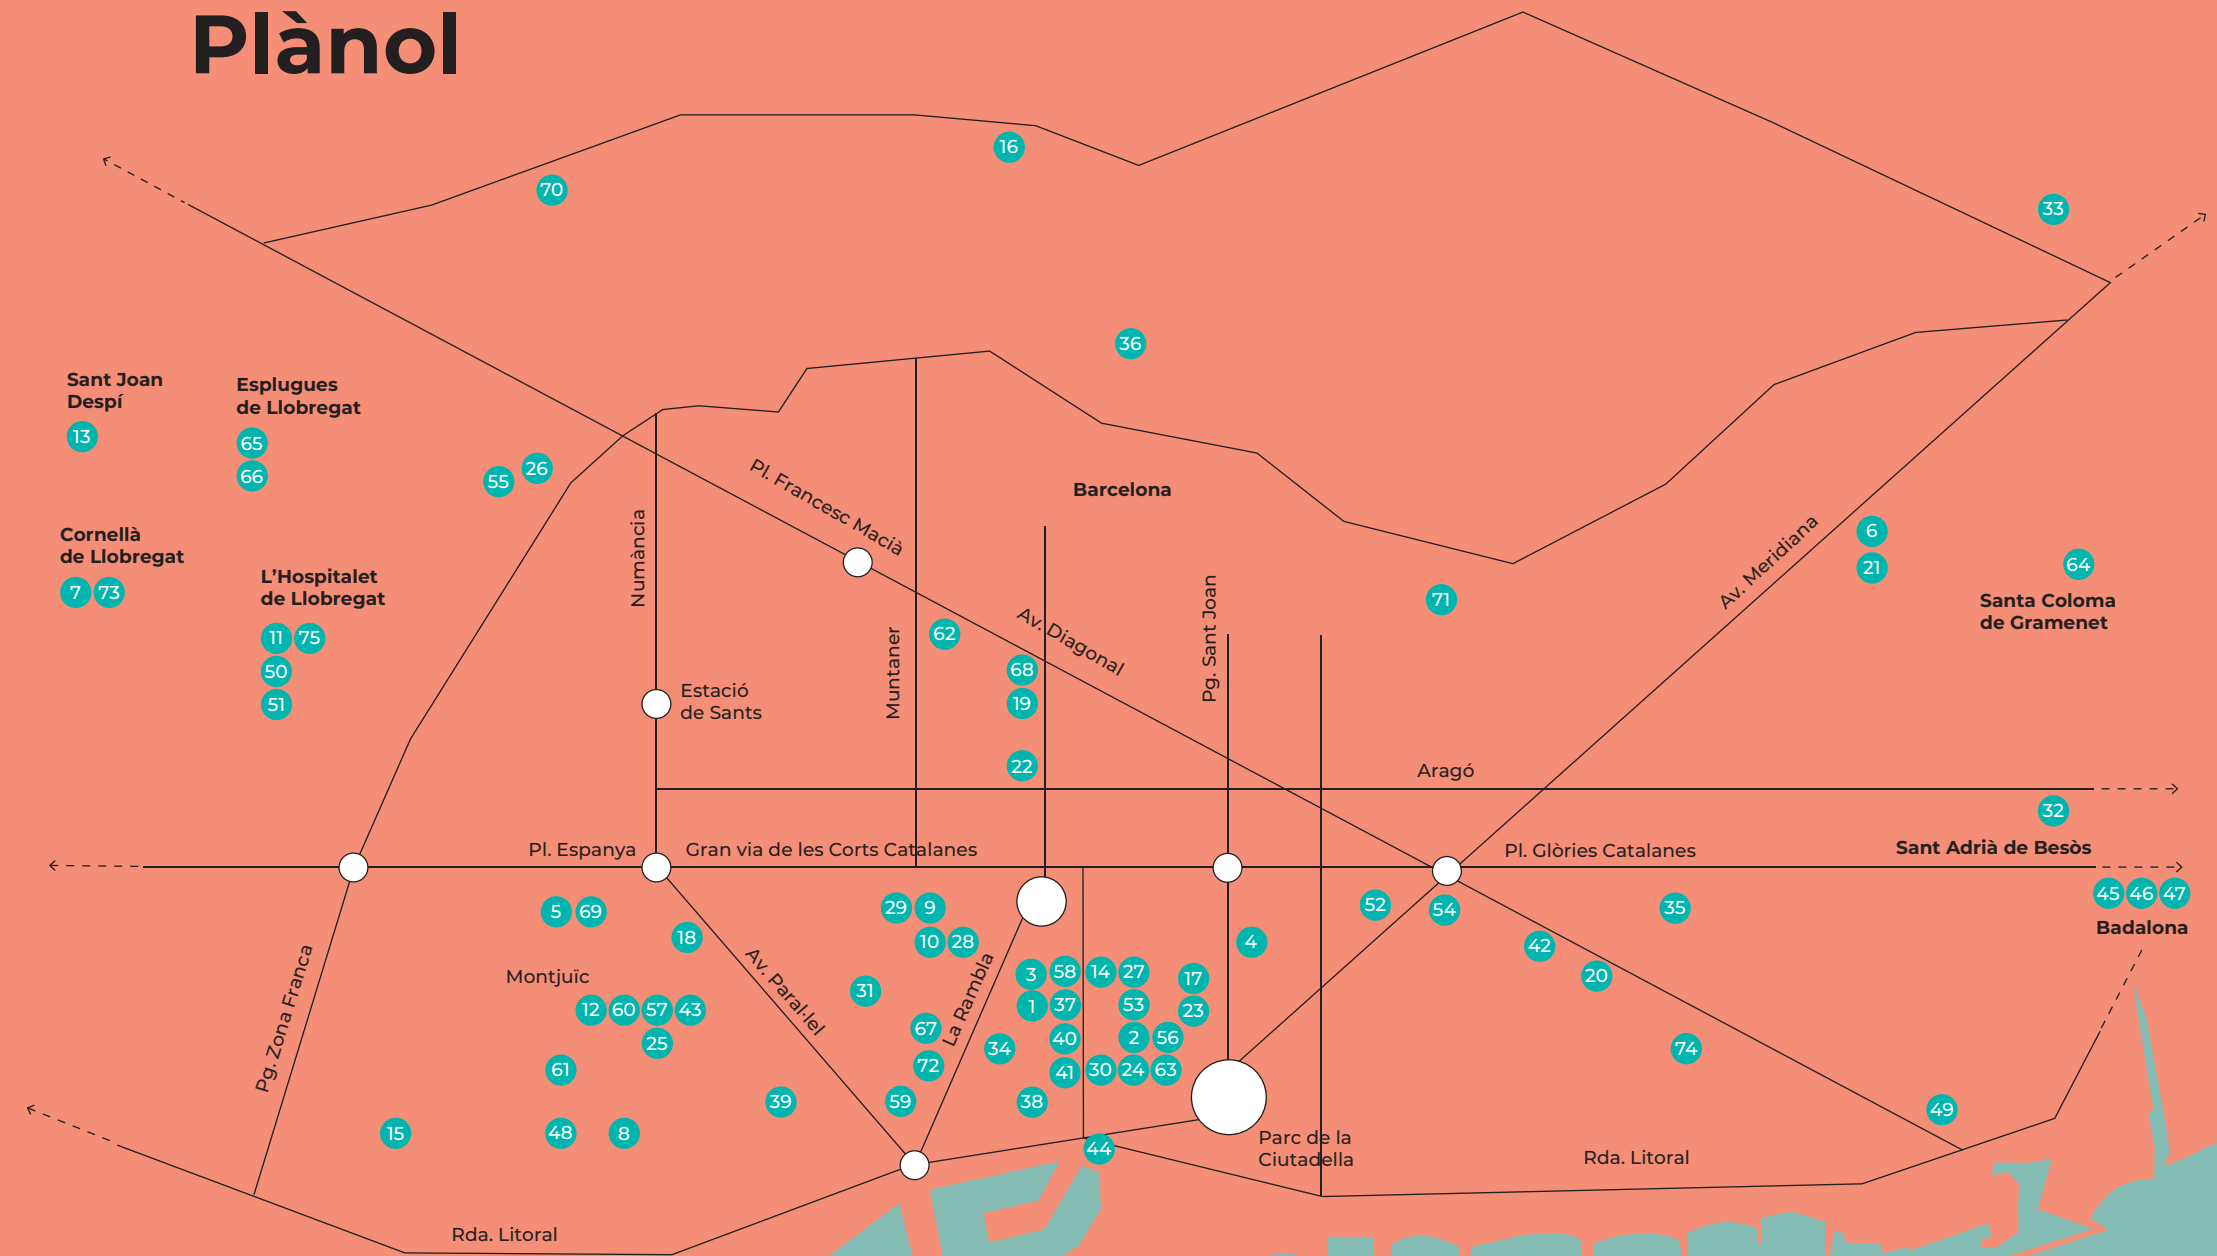 Plànol
16
70
33
36
Sant Joan
Despí
13
Esplugues
de Llobregat
65
66
55
26
Cornellà
de Llobregat
7
73
L'Hospitalet
de Llobregat
11
75
50
51
Numància
Pl. Francesc Macià
Barcelona
Muntaner
62
Av. Diagonal
68
19
22
Pg. Sant Joan
71
Av. Meridiana
6
21
64
Santa Coloma
de Gramenet
Estació
de Sants
Aragó
32
Pl. Espanya
Gran via de les Corts Catalanes
Pl. Glòries Catalanes
Sant Adrià de Besòs
45
46
47
Badalona
5
69
18
29
9
10
28
52
54
35
4
42
20
Montjuïc
12
60
57
43
25
61
15
48
8
39
Pg. Zona Franca
Av. Paral·lel
31
67
72
59
La Rambla
34
3
58
14
27
17
1
37
53
23
40
2
56
41
30
24
63
38
44
74
49
Parc de la
Ciutadella
Rda. Litoral
Rda. Litoral